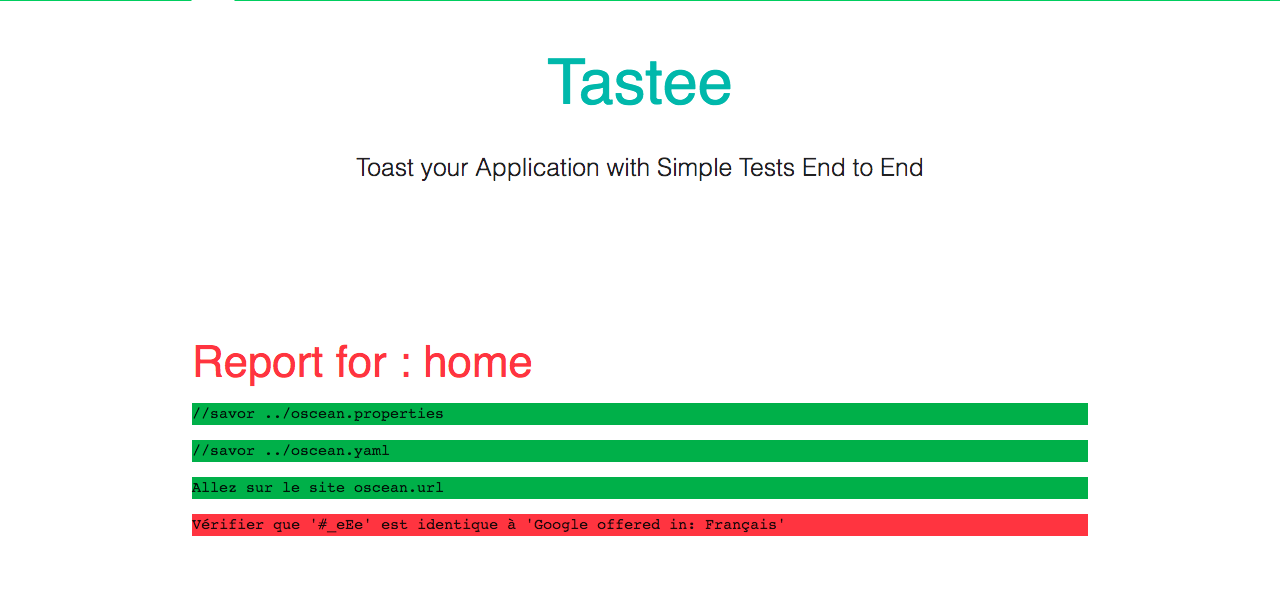 Tastee
Toast your Application with Simple Tests End to End
Report for : home
//savor ../oscean.properties
//savor ../oscean.yaml
Allez sur le site oscean.url
Vérifier que '#_eEe' est identique à 'Google offered in: Français'